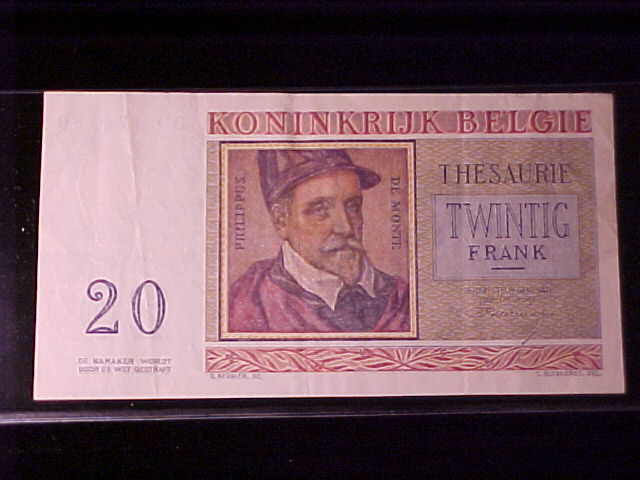 KONINKRIJK BELGIE
PHILIPPUS
DE MONTE
THESAURIE
TWINTIG
FRANK
20
DE NAMAKER WORDT
DOOR DE WET GESTRAFT